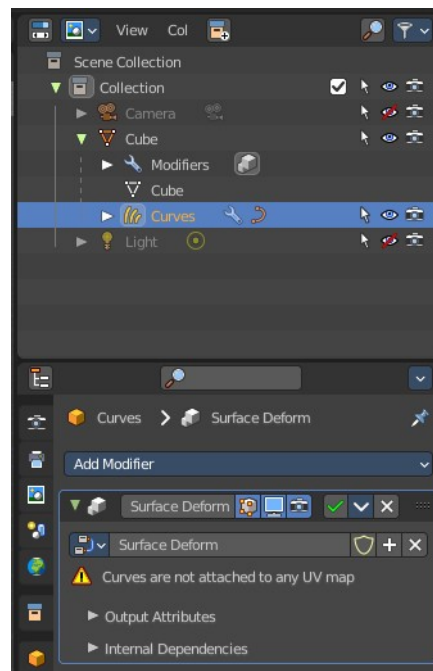 View Col
Scene Collection
Collection
Camera
Cube
Modifiers
Cube
Curves
Light
Curves Surface Deform
Add Modifier
Surface Deform
Surface Deform
Curves are not attached to any UV map
Output Attributes
Internal Dependencies